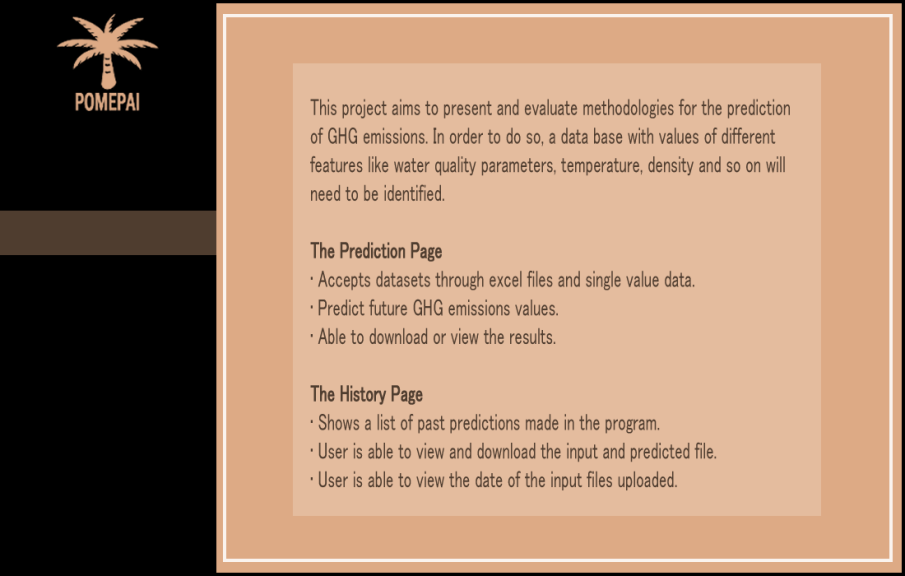 POMEPAI
This project aims to present and evaluate methodologies for the prediction
of GHG emissions. In order to do so, a data base with values of different
features like water quality parameters, temperature, density and so on will
need to be identified.
The Prediction Page
· Accepts datasets through excel files and single value data.
· Predict future GHG emissions values.
· Able to download or view the results.
The History Page
· Shows a list of past predictions made in the program.
· User is able to view and download the input and predicted file.
· User is able to view the date of the input files uploaded.